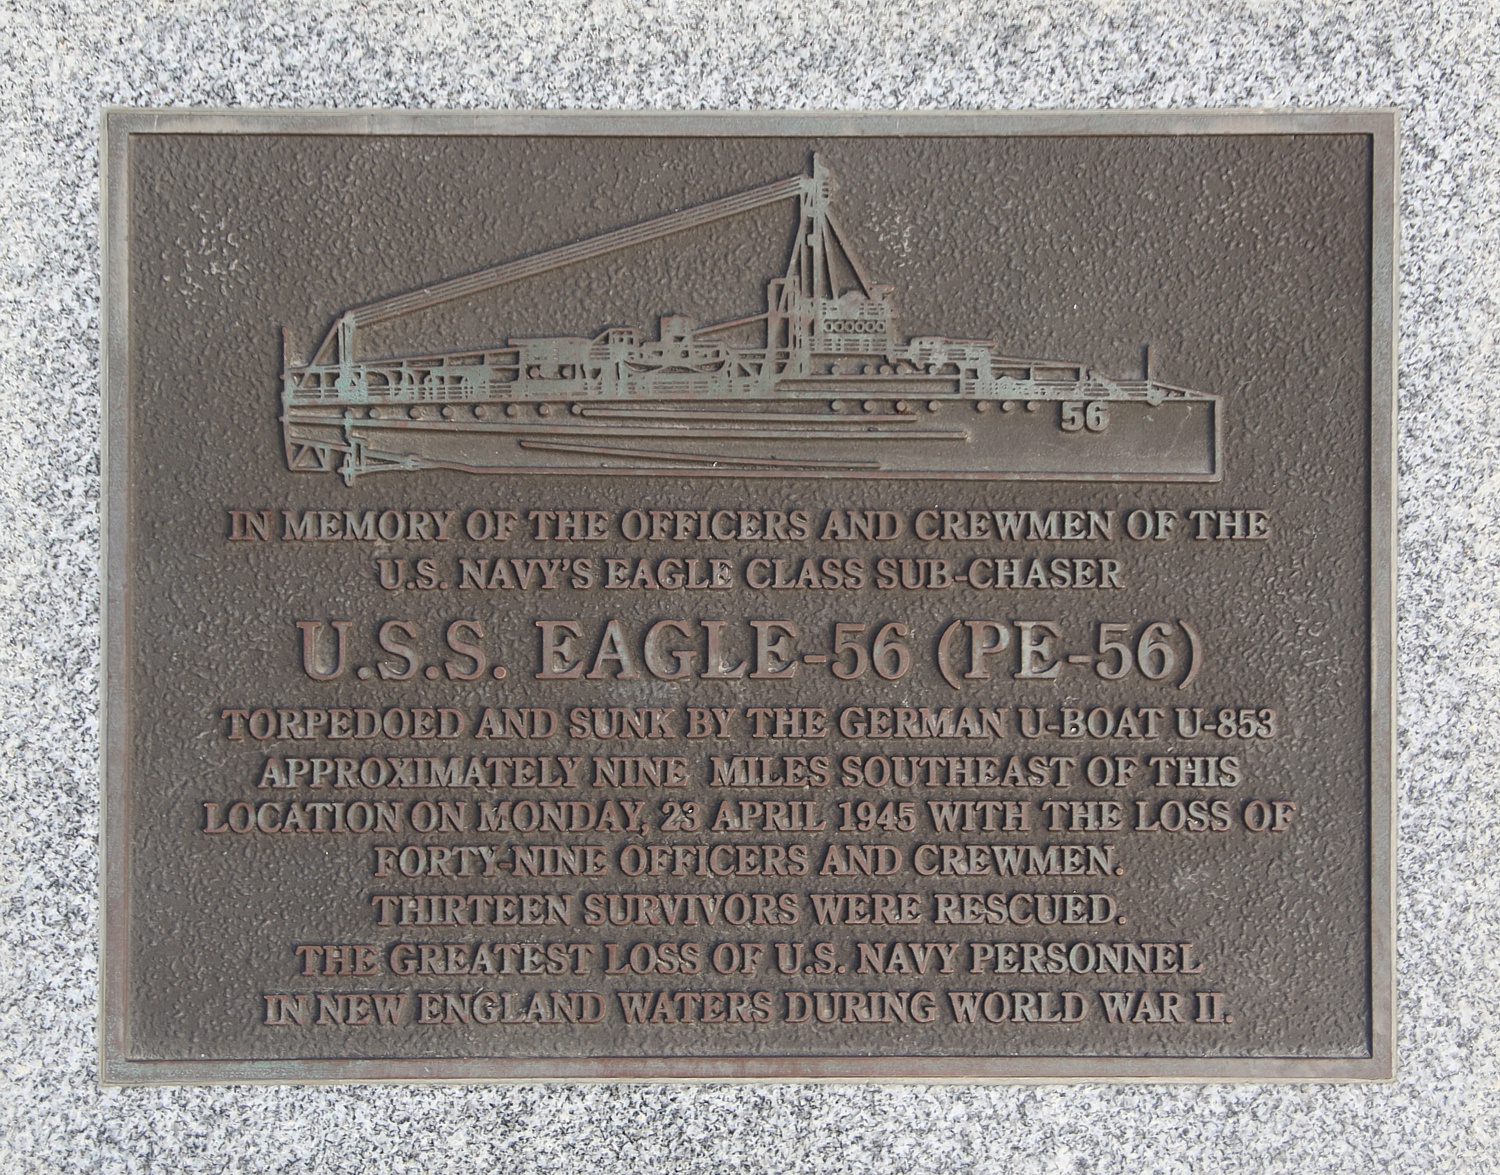 56
IN MEMORY OF THE OFFICERS AND CREWMEN OF THE
U.S. NAVY'S EAGLE CLASS SUB-CHASER
U.S.S. EAGLE-56 (PE-56)
TORPEDOED AND SUNK BY THE GERMAN U-BOAT U-853
APPROXIMATELY NINE MILES SOUTHEAST OF THIS
LOCATION ON MONDAY, 23 APRIL 1945 WITH THE LOSS OF
FORTY-NINE OFFICERS AND CREWMEN.
THIRTEEN SURVIVORS WERE RESCUED.
THE GREATEST LOSS OF U.S. NAVY PERSONNEL
IN NEW ENGLAND WATERS DURING WORLD WAR II.